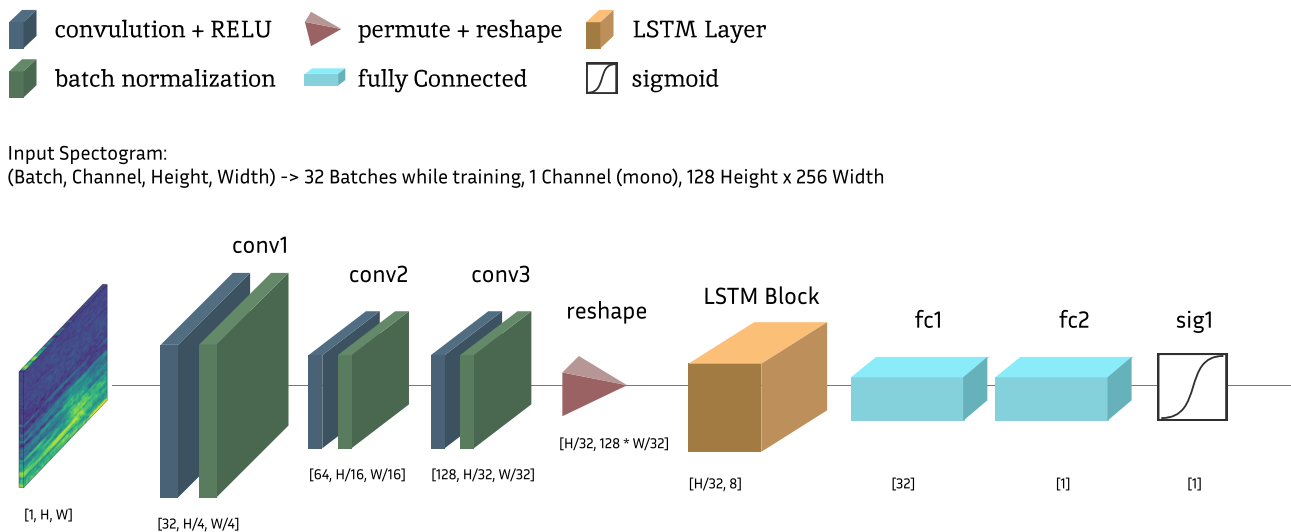 convulution + RELU
permute + reshape
LSTM Layer
batch normalization
fully Connected
sigmoid
Input Spectogram:
(Batch, Channel, Height, Width) -> 32 Batches while training, 1 Channel (mono), 128 Height x 256 Width
conv1
conv2
conv3
reshape
LSTM Block
fc1
fc2
sig1
[1, H, W]
[32, H/4, W/4]
[64, H/16, W/16]
[128, H/32, W/32]
[H/32, 128 * W/32]
[H/32, 8]
[32]
[1]
[1]